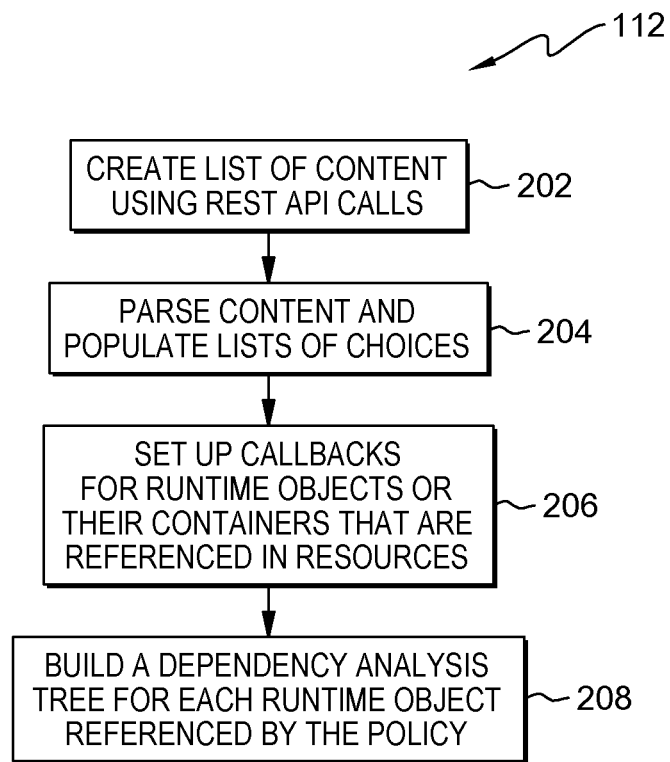 112
CREATE LIST OF CONTENT
USING REST API CALLS
202
PARSE CONTENT AND
POPULATE LISTS OF CHOICES
204
SET UP CALLBACKS
FOR RUNTIME OBJECTS OR
THEIR CONTAINERS THAT ARE
REFERENCED IN RESOURCES
206
BUILD A DEPENDENCY ANALYSIS
TREE FOR EACH RUNTIME OBJECT
REFERENCED BY THE POLICY
208